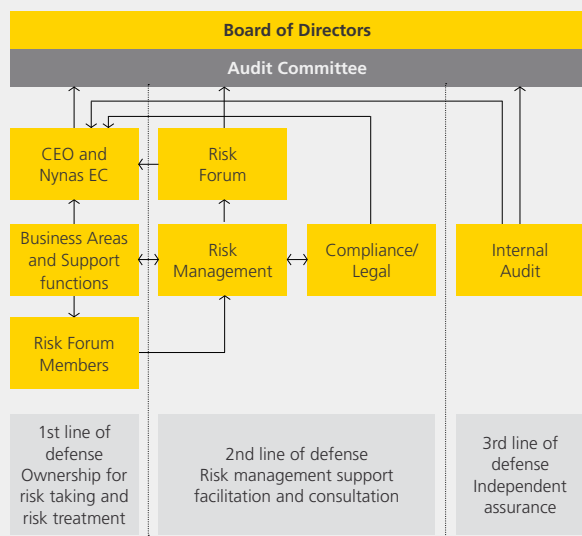 Board of Directors
Audit Committee
CEO and
Nynas EC
Risk
Forum
Business Areas
and Support
functions
Risk
Management
Compliance/
Legal
Internal
Audit
Risk Forum
Members
1st line of
defense
Ownership for
risk taking and
risk treatment
2nd line of defense
Risk management support
facilitation and consultation
3rd line of
defense
Independent
assurance